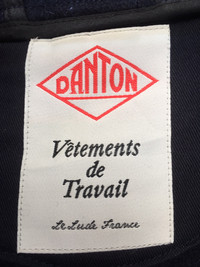 DANTON
Vêtements
de
Travail
Le Lude France